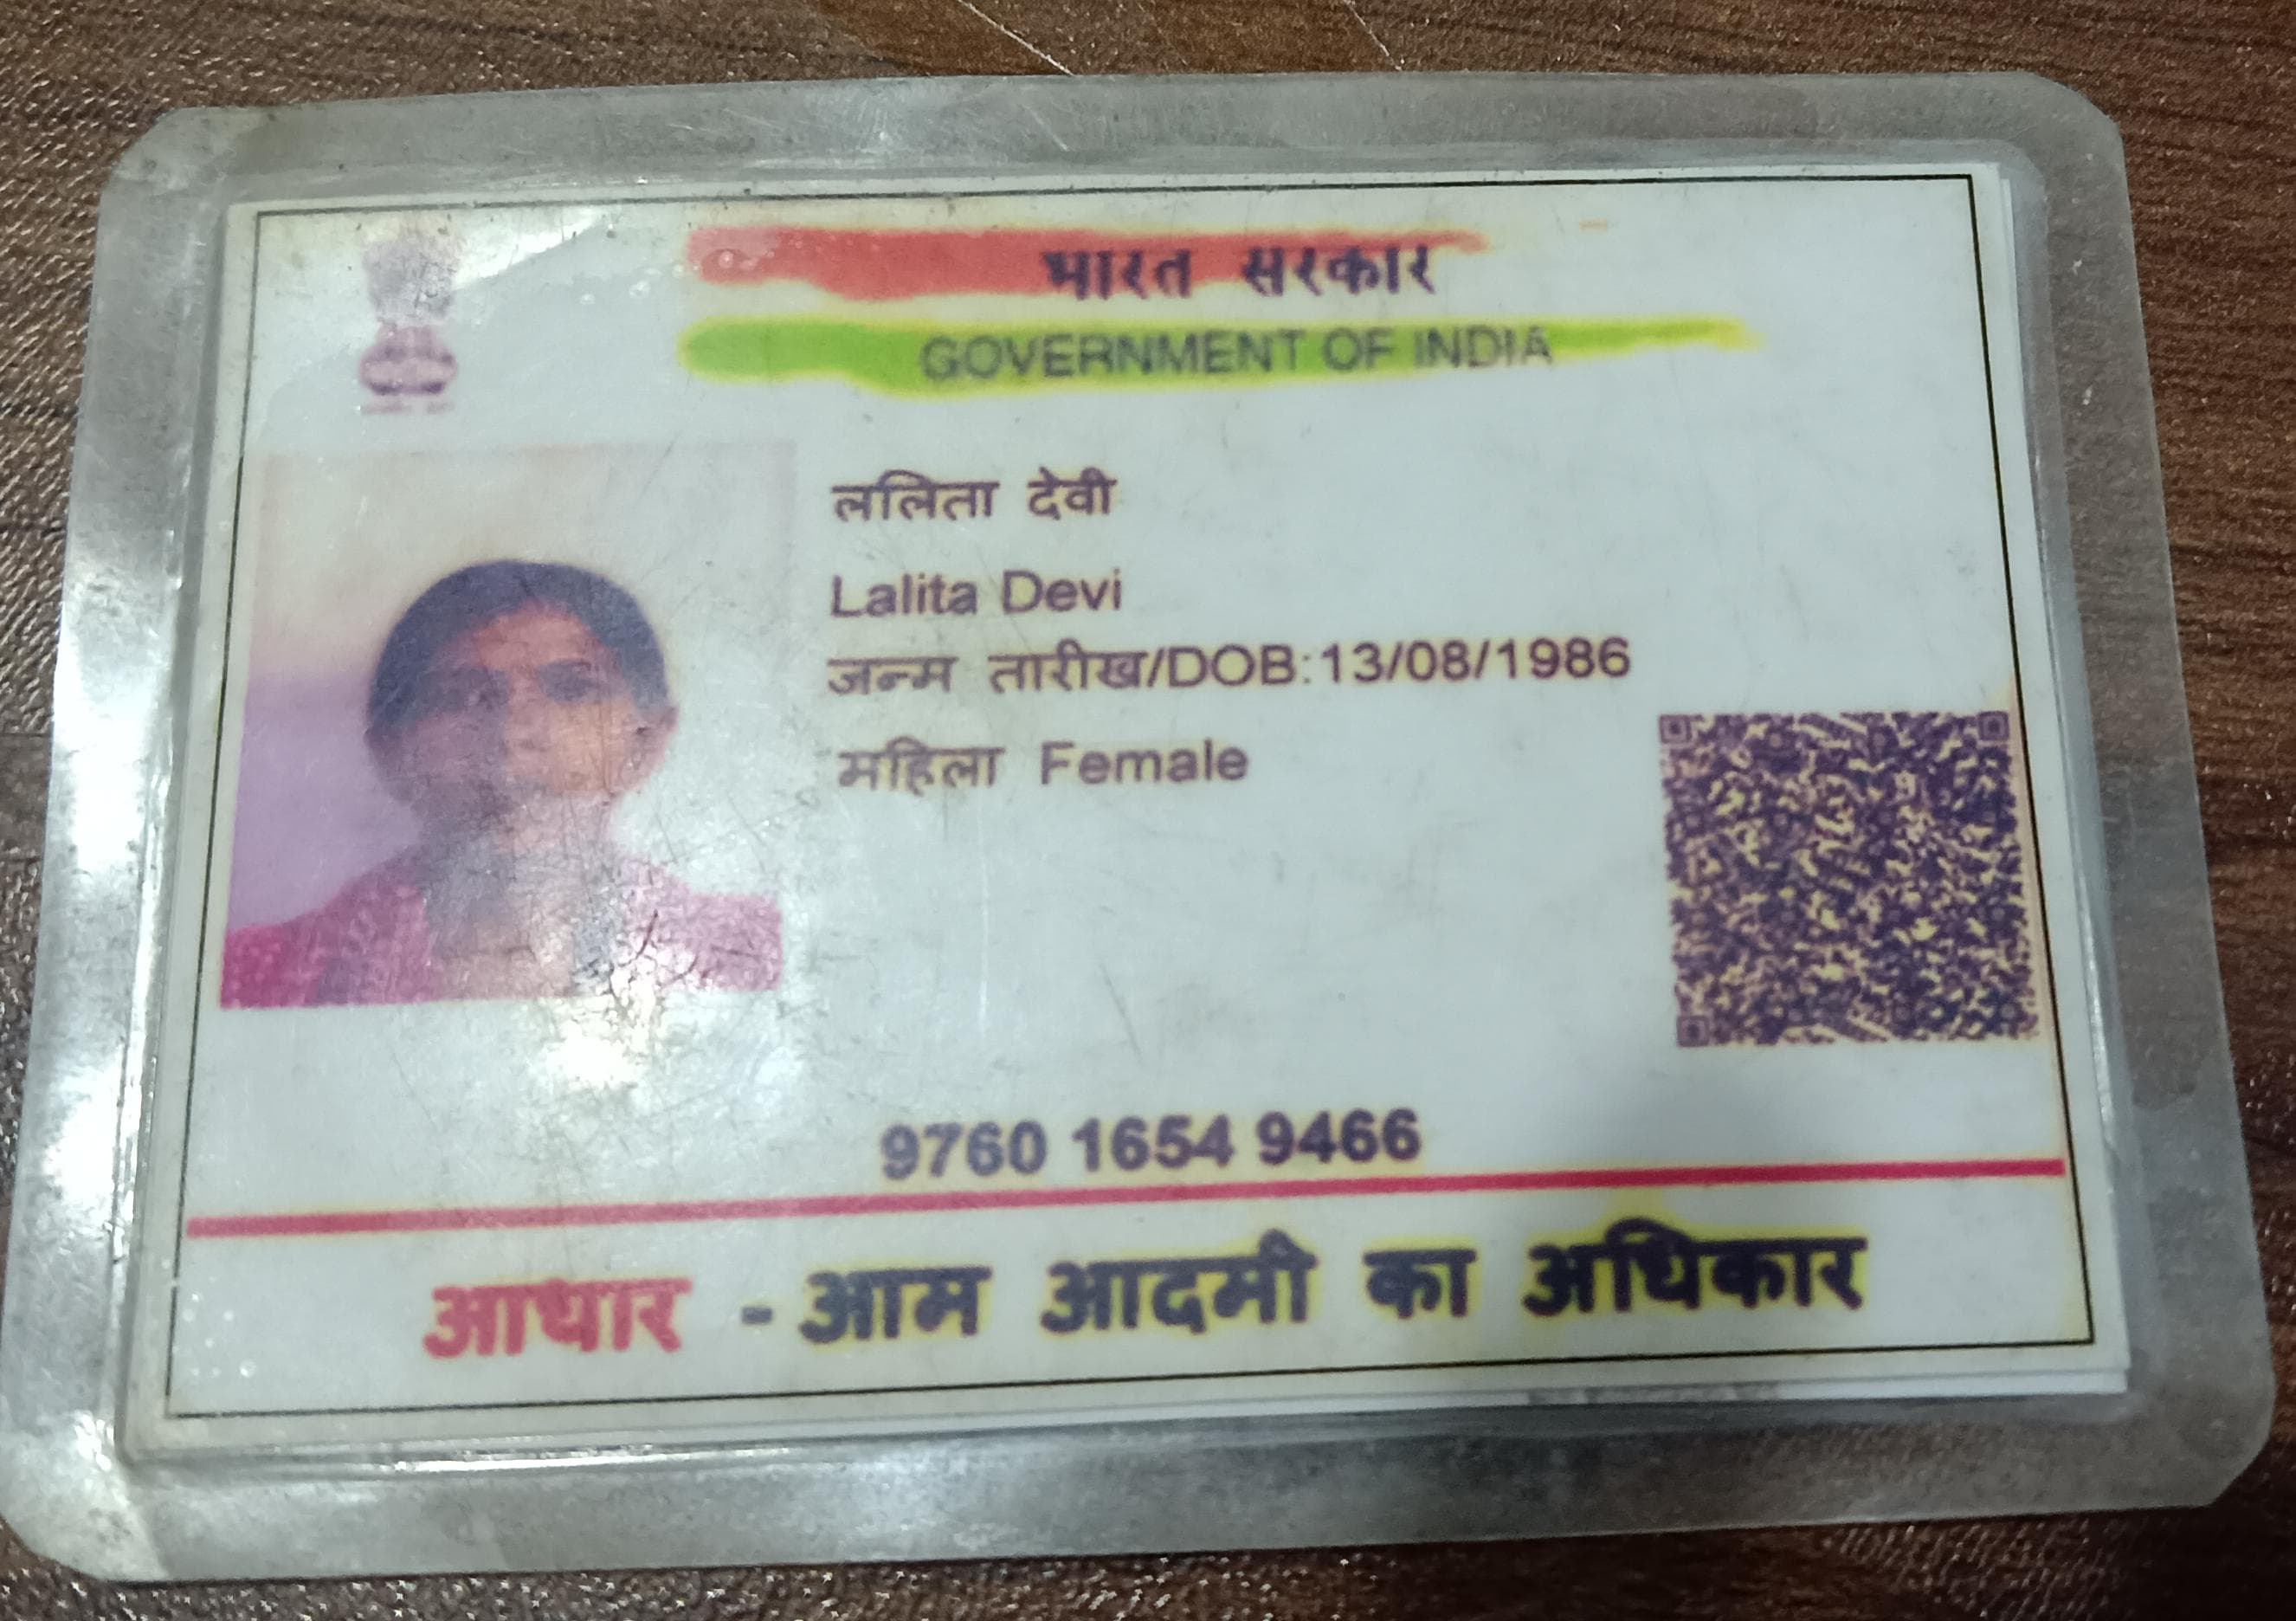 भारत सरकार
GOVERNMENT OF INDIA
ललिता देवी
Lalita Devi
जन्म तारीख/DOB:13/08/1986
महिला Female
9760 1654 9466
आधार - आम आदमी का अधिकार